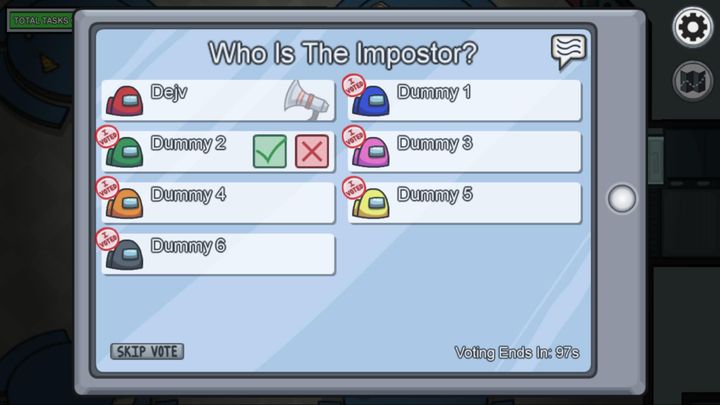 TOTAL TASKS
Who Is The Impostor?
Dejv
I VOTED
Dummy 1
I VOTED
Dummy 2
I VOTED
Dummy 3
I VOTED
Dummy 4
I VOTED
Dummy 5
I VOTED
Dummy 6
SKIP VOTE
Voting Ends In: 97s